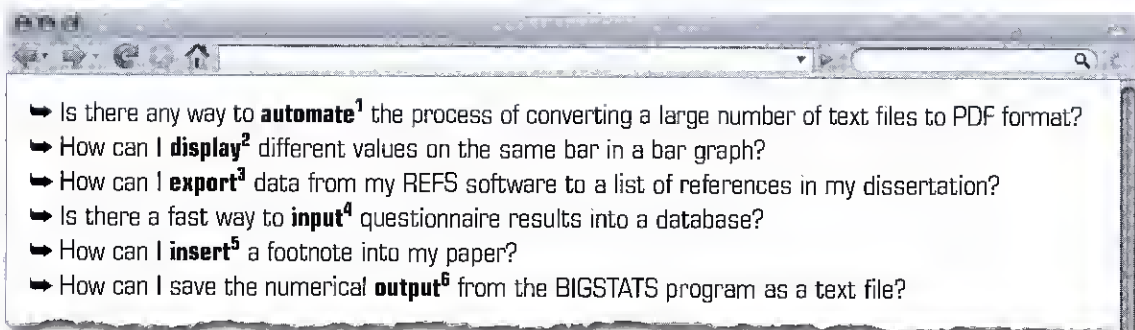 ➥ Is there any way to automate¹ the process of converting a large number of text files to PDF format?
➥ How can I display² different values on the same bar in a bar graph?
➥ How can I export³ data from my REFS software to a list of references in my dissertation?
➥ Is there a fast way to input⁴ questionnaire results into a database?
➥ How can I insert⁵ a footnote into my paper?
➥ How can I save the numerical output⁶ from the BIGSTATS program as a text file?